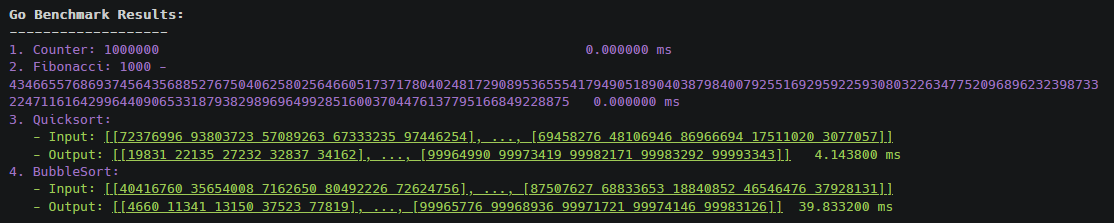 Go Benchmark Results:
-------------------
1. Counter: 1000000 0.000000 ms
2. Fibonacci: 1000 -
43466557686937456435688527675040625802564660517371780402481729089536555417949051890403879840079255169295922593080322634775209689623239873322247116164299644090653318793829896964992851600370447613779516684922887
5 0.000000 ms
3. Quicksort:
- Input: [[72376996 93803723 57089263 67333235 97446254], ..., [69458276 48106946 86966694 17511020 3077057]]
- Output: [[19831 22135 27232 32837 34162], ..., [99964990 99973419 99982171 99983292 99993343]] 4.143800 ms
4. BubbleSort:
- Input: [[40416760 35654008 7162650 80492226 72624756], ..., [87507627 68833653 18840852 46546476 37928131]]
- Output: [[4660 11341 13150 37523 77819], ..., [99965776 99968936 99971721 99974146 99983126]] 39.833200 ms